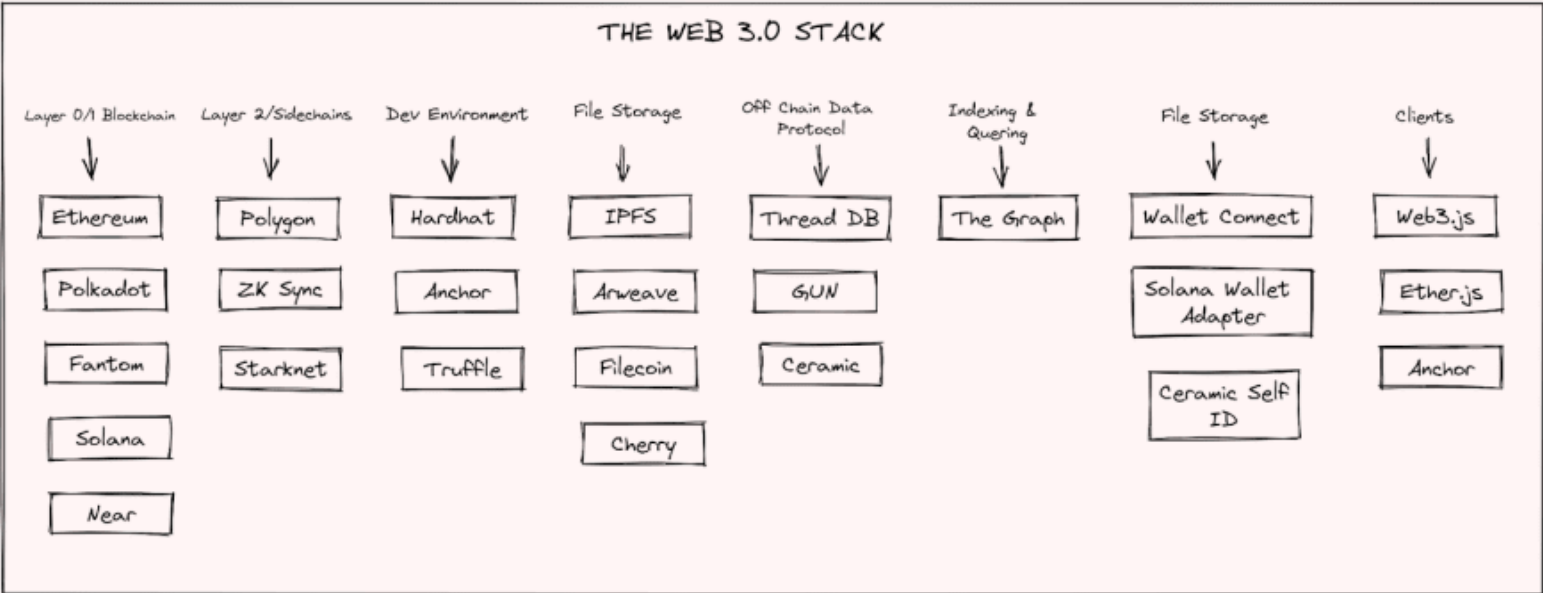 THE WEB 3.0 STACK
Layer 0/1 Blockchain
Ethereum
Polkadot
Fantom
Solana
Near
Layer 2/Sidechains
Polygon
ZK Sync
Starknet
Dev Environment
Hardhat
Anchor
Truffle
File Storage
IPFS
Arweave
Filecoin
Cherry
Off Chain Data
Protocol
Thread DB
GUN
Ceramic
Indexing &
Quering
The Graph
File Storage
Wallet Connect
Solana Wallet
Adapter
Ceramic Self
ID
Clients
Web3.js
Ether.js
Anchor